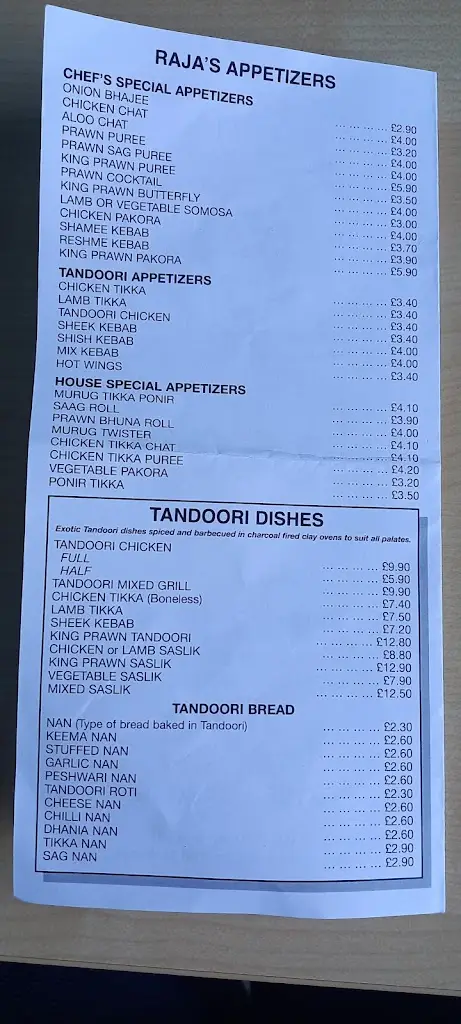 RAJA'S APPETIZERS
CHEF'S SPECIAL APPETIZERS
ONION BHAJEE ... ... ... ... £2.90
CHICKEN CHAT ... ... ... ... £4.00
ALOO CHAT ... ... ... ... £3.20
PRAWN PUREE ... ... ... ... £4.00
PRAWN SAG PUREE ... ... ... ... £4.00
KING PRAWN PUREE ... ... ... ... £5.90
PRAWN COCKTAIL ... ... ... ... £3.50
KING PRAWN BUTTERFLY ... ... ... ... £4.00
LAMB OR VEGETABLE SOMOSA ... ... ... ... £3.00
CHICKEN PAKORA ... ... ... ... £4.00
SHAMEE KEBAB ... ... ... ... £3.70
RESHME KEBAB ... ... ... ... £3.90
KING PRAWN PAKORA ... ... ... ... £5.90
TANDOORI APPETIZERS
CHICKEN TIKKA ... ... ... ... £3.40
LAMB TIKKA ... ... ... ... £3.40
TANDOORI CHICKEN ... ... ... ... £3.40
SHEEK KEBAB ... ... ... ... £3.40
SHISH KEBAB ... ... ... ... £4.00
MIX KEBAB ... ... ... ... £4.00
HOT WINGS ... ... ... ... £3.40
HOUSE SPECIAL APPETIZERS
MURUG TIKKA PONIR ... ... ... ... £4.10
SAAG ROLL ... ... ... ... £3.90
PRAWN BHUNA ROLL ... ... ... ... £4.00
MURUG TWISTER ... ... ... ... £4.10
CHICKEN TIKKA CHAT ... ... ... ... £4.10
CHICKEN TIKKA PUREE ... ... ... ... £4.20
VEGETABLE PAKORA ... ... ... ... £3.20
PONIR TIKKA ... ... ... ... £3.50
TANDOORI DISHES
Exotic Tandoori dishes spiced and barbecued in charcoal fired clay ovens to suit all palates.
TANDOORI CHICKEN
FULL ... ... ... ... £9.90
HALF ... ... ... ... £5.90
TANDOORI MIXED GRILL ... ... ... ... £9.90
CHICKEN TIKKA (Boneless) ... ... ... ... £7.40
LAMB TIKKA ... ... ... ... £7.50
SHEEK KEBAB ... ... ... ... £7.20
KING PRAWN TANDOORI ... ... ... ... £12.80
CHICKEN or LAMB SASLIK ... ... ... ... £8.80
KING PRAWN SASLIK ... ... ... ... £12.90
VEGETABLE SASLIK ... ... ... ... £7.90
MIXED SASLIK ... ... ... ... £12.50
TANDOORI BREAD
NAN (Type of bread baked in Tandoori) ... ... ... ... £2.30
KEEMA NAN ... ... ... ... £2.60
STUFFED NAN ... ... ... ... £2.60
GARLIC NAN ... ... ... ... £2.60
PESHWARI NAN ... ... ... ... £2.60
TANDOORI ROTI ... ... ... ... £2.30
CHEESE NAN ... ... ... ... £2.60
CHILLI NAN ... ... ... ... £2.60
DHANIA NAN ... ... ... ... £2.60
TIKKA NAN ... ... ... ... £2.90
SAG NAN ... ... ... ... £2.90